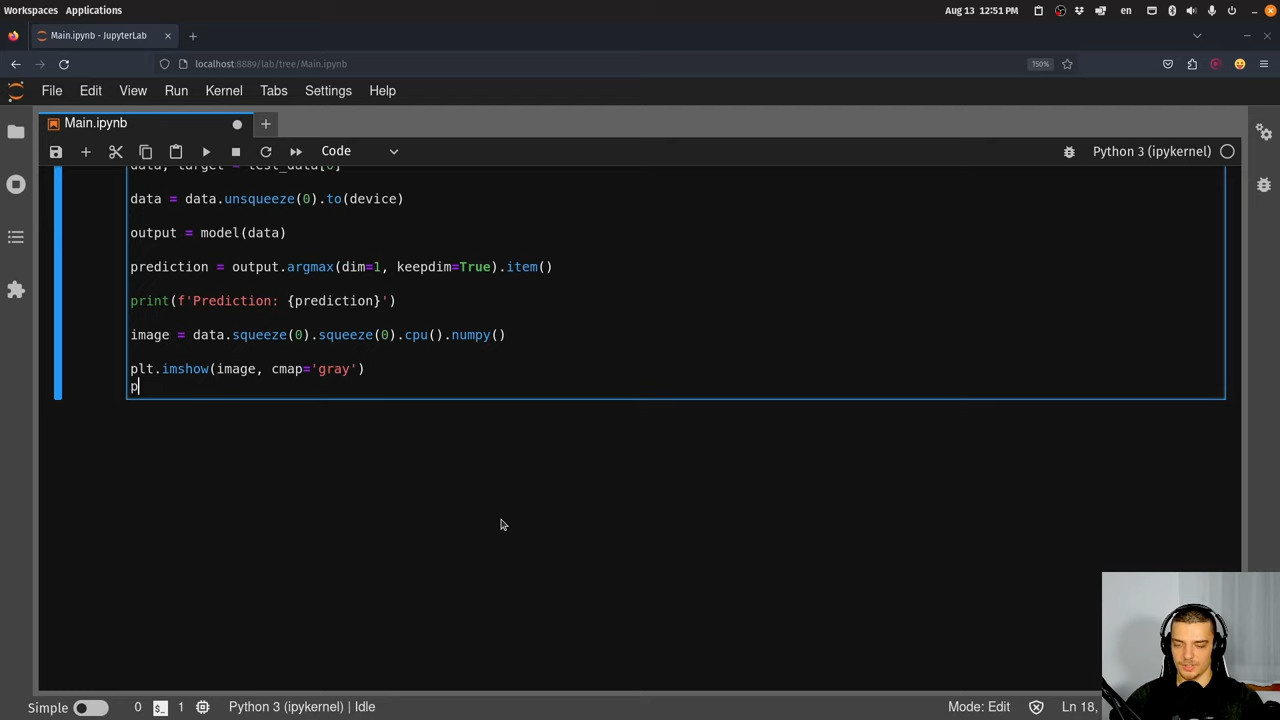 Workspaces Applications Aug 13 12:51 PM en
Main.ipynb - JupyterLab
localhost:8889/lab/tree/Main.ipynb 150%
File Edit View Run Kernel Tabs Settings Help
Main.ipynb
Code Python 3 (ipykernel)
data, target = test_data[0]
data = data.unsqueeze(0).to(device)
output = model(data)
prediction = output.argmax(dim=1, keepdim=True).item()
print(f'Prediction: {prediction}')
image = data.squeeze(0).squeeze(0).cpu().numpy()
plt.imshow(image, cmap='gray')
p
Simple 0 $_ 1 Python 3 (ipykernel) | Idle Mode: Edit Ln 18,